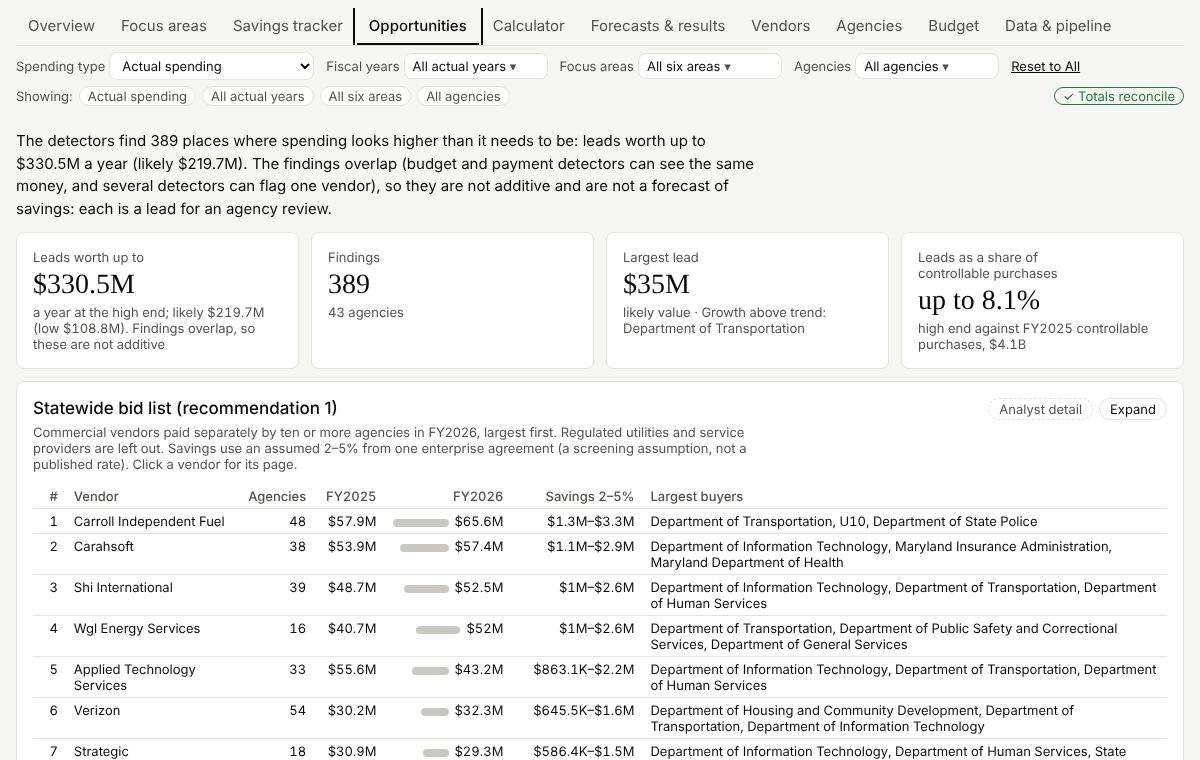 Overview Focus areas Savings tracker Opportunities Calculator Forecasts & results Vendors Agencies Budget Data & pipeline
Spending type Actual spending Fiscal years All actual years ▾ Focus areas All six areas ▾ Agencies All agencies ▾ Reset to All
Showing: Actual spending All actual years All six areas All agencies ✓ Totals reconcile
The detectors find 389 places where spending looks higher than it needs to be: leads worth up to
$330.5M a year (likely $219.7M). The findings overlap (budget and payment detectors can see the same
money, and several detectors can flag one vendor), so they are not additive and are not a forecast of
savings: each is a lead for an agency review.
Leads worth up to
$330.5M
a year at the high end; likely $219.7M
(low $108.8M). Findings overlap, so
these are not additive
Findings
389
43 agencies
Largest lead
$35M
likely value · Growth above trend:
Department of Transportation
Leads as a share of
controllable purchases
up to 8.1%
high end against FY2025 controllable
purchases, $4.1B
Statewide bid list (recommendation 1) Analyst detail Expand
Commercial vendors paid separately by ten or more agencies in FY2026, largest first. Regulated utilities and service
providers are left out. Savings use an assumed 2–5% from one enterprise agreement (a screening assumption, not a
published rate). Click a vendor for its page.
# Vendor Agencies FY2025 FY2026 Savings 2–5% Largest buyers
1 Carroll Independent Fuel 48 $57.9M $65.6M $1.3M–$3.3M Department of Transportation, U10, Department of State Police
2 Carahsoft 38 $53.9M $57.4M $1.1M–$2.9M Department of Information Technology, Maryland Insurance Administration,
Maryland Department of Health
3 Shi International 39 $48.7M $52.5M $1M–$2.6M Department of Information Technology, Department of Transportation, Department
of Human Services
4 Wgl Energy Services 16 $40.7M $52M $1M–$2.6M Department of Transportation, Department of Public Safety and Correctional
Services, Department of General Services
5 Applied Technology 33 $55.6M $43.2M $863.1K–$2.2M Department of Information Technology, Department of Transportation, Department
Services of Human Services
6 Verizon 54 $30.2M $32.3M $645.5K–$1.6M Department of Housing and Community Development, Department of
Transportation, Department of Information Technology
7 Strategic 18 $30.9M $29.3M $586.4K–$1.5M Department of Information Technology, Department of Human Services, State